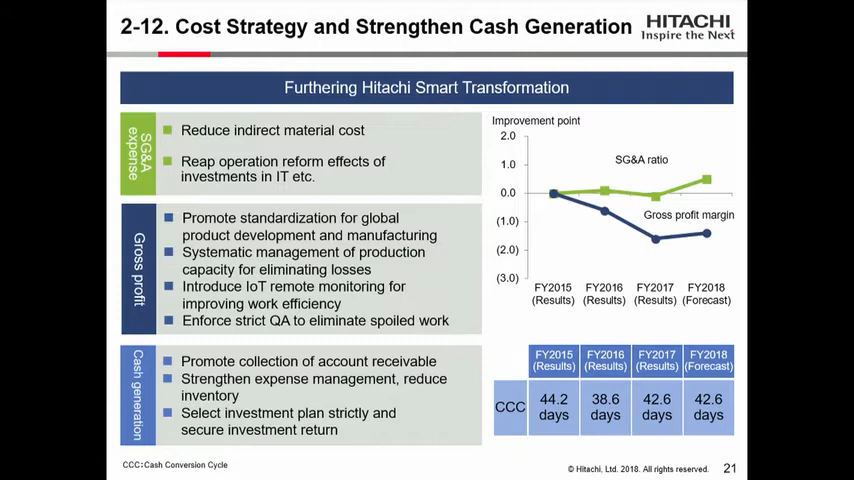 2-12. Cost Strategy and Strengthen Cash Generation
HITACHI
Inspire the Next
Furthering Hitachi Smart Transformation
SG&A
expense
Reduce indirect material cost
Reap operation reform effects of
investments in IT etc.
Gross profit
Promote standardization for global
product development and manufacturing
Systematic management of production
capacity for eliminating losses
Introduce IoT remote monitoring for
improving work efficiency
Enforce strict QA to eliminate spoiled work
Cash generation
Promote collection of account receivable
Strengthen expense management, reduce
inventory
Select investment plan strictly and
secure investment return
Improvement point
2.0
1.0
0.0
(1.0)
(2.0)
(3.0)
SG&A ratio
Gross profit margin
FY2015 FY2016 FY2017 FY2018
(Results) (Results) (Results) (Forecast)
FY2015 FY2016 FY2017 FY2018
(Results) (Results) (Results) (Forecast)
CCC 44.2 38.6 42.6 42.6
days days days days
CCC:Cash Conversion Cycle
© Hitachi, Ltd. 2018. All rights reserved. 21